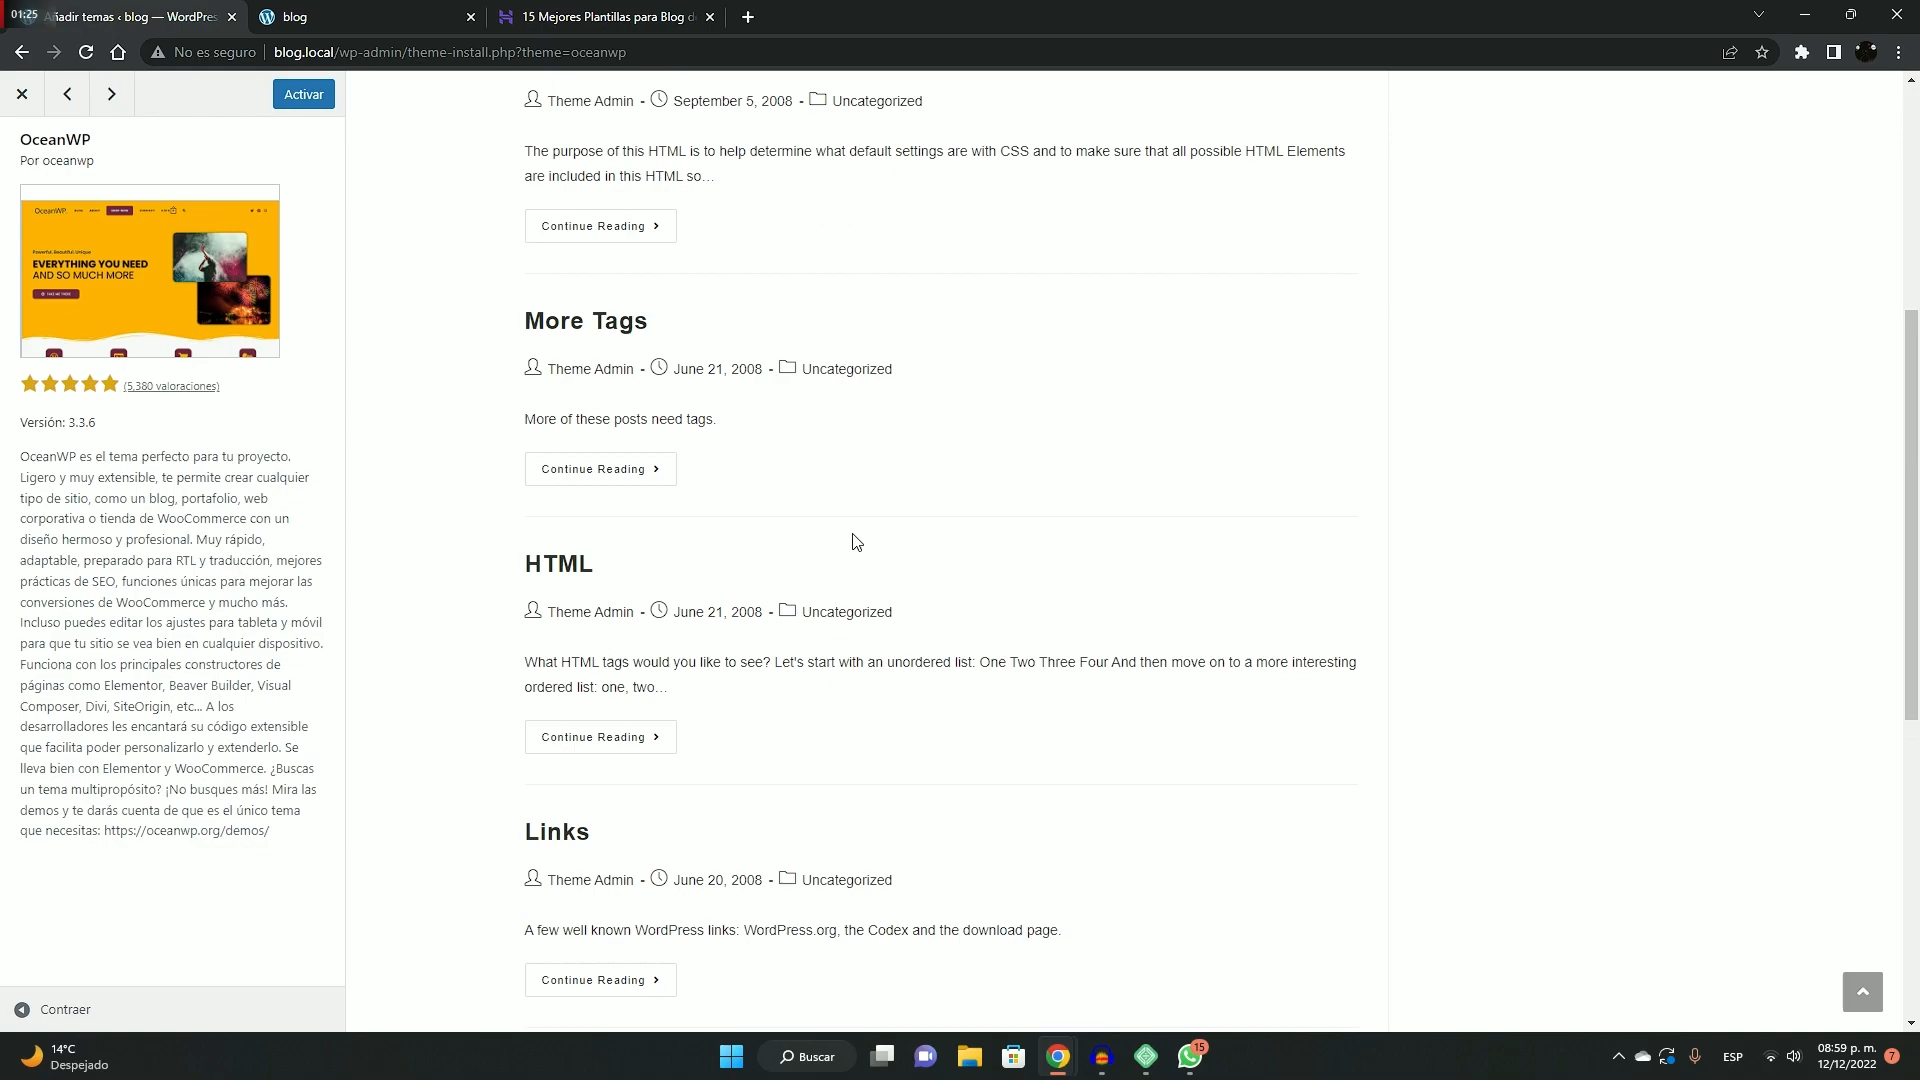 01:25
Añadir temas ‹ blog — WordPres
blog
15 Mejores Plantillas para Blog d
No es seguro
blog.local/wp-admin/theme-install.php?theme=oceanwp
Activar
OceanWP
Por oceanwp
OceanWP
EVERYTHING YOU NEED
AND SO MUCH MORE
(5,380 valoraciones)
Versión: 3.3.6
OceanWP es el tema perfecto para tu proyecto.
Ligero y muy extensible, te permite crear cualquier
tipo de sitio, como un blog, portafolio, web
corporativa o tienda de WooCommerce con un
diseño hermoso y profesional. Muy rápido,
adaptable, preparado para RTL y traducción, mejores
prácticas de SEO, funciones únicas para mejorar las
conversiones de WooCommerce y mucho más.
Incluso puedes editar los ajustes para tableta y móvil
para que tu sitio se vea bien en cualquier dispositivo.
Funciona con los principales constructores de
páginas como Elementor, Beaver Builder, Visual
Composer, Divi, SiteOrigin, etc... A los
desarrolladores les encantará su código extensible
que facilita poder personalizarlo y extenderlo. Se
lleva bien con Elementor y WooCommerce. ¿Buscas
un tema multipropósito? ¡No busques más! Mira las
demos y te darás cuenta de que es el único tema
que necesitas: https://oceanwp.org/demos/
Contraer
Theme Admin - September 5, 2008 - Uncategorized
The purpose of this HTML is to help determine what default settings are with CSS and to make sure that all possible HTML Elements
are included in this HTML so…
Continue Reading
More Tags
Theme Admin - June 21, 2008 - Uncategorized
More of these posts need tags.
Continue Reading
HTML
Theme Admin - June 21, 2008 - Uncategorized
What HTML tags would you like to see? Let's start with an unordered list: One Two Three Four And then move on to a more interesting
ordered list: one, two…
Continue Reading
Links
Theme Admin - June 20, 2008 - Uncategorized
A few well known WordPress links: WordPress.org, the Codex and the download page.
Continue Reading
14°C
Despejado
Buscar
15
ESP
08:59 p. m.
12/12/2022
7